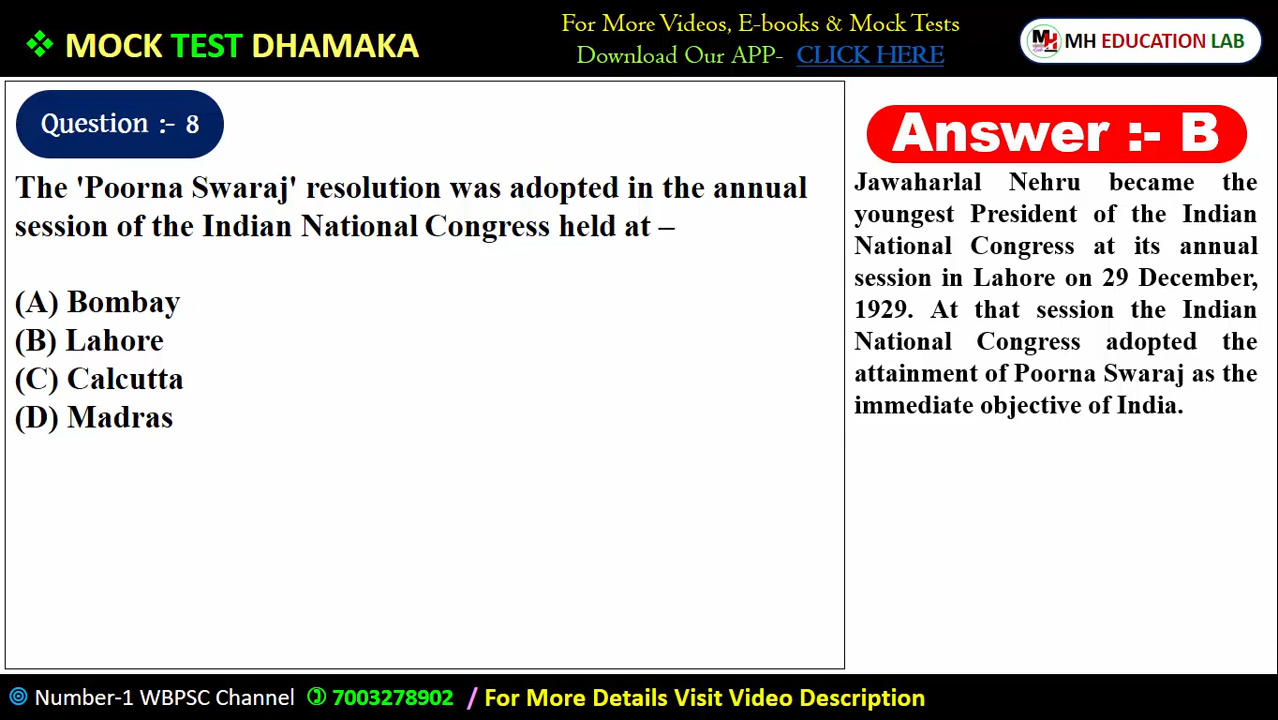 ❖ MOCK TEST DHAMAKA
For More Videos, E-books & Mock Tests
Download Our APP- CLICK HERE
MH EDUCATION LAB
Question :- 8
The 'Poorna Swaraj' resolution was adopted in the annual
session of the Indian National Congress held at –
(A) Bombay
(B) Lahore
(C) Calcutta
(D) Madras
Answer :- B
Jawaharlal Nehru became the
youngest President of the Indian
National Congress at its annual
session in Lahore on 29 December,
1929. At that session the Indian
National Congress adopted the
attainment of Poorna Swaraj as the
immediate objective of India.
Number-1 WBPSC Channel 7003278902 / For More Details Visit Video Description